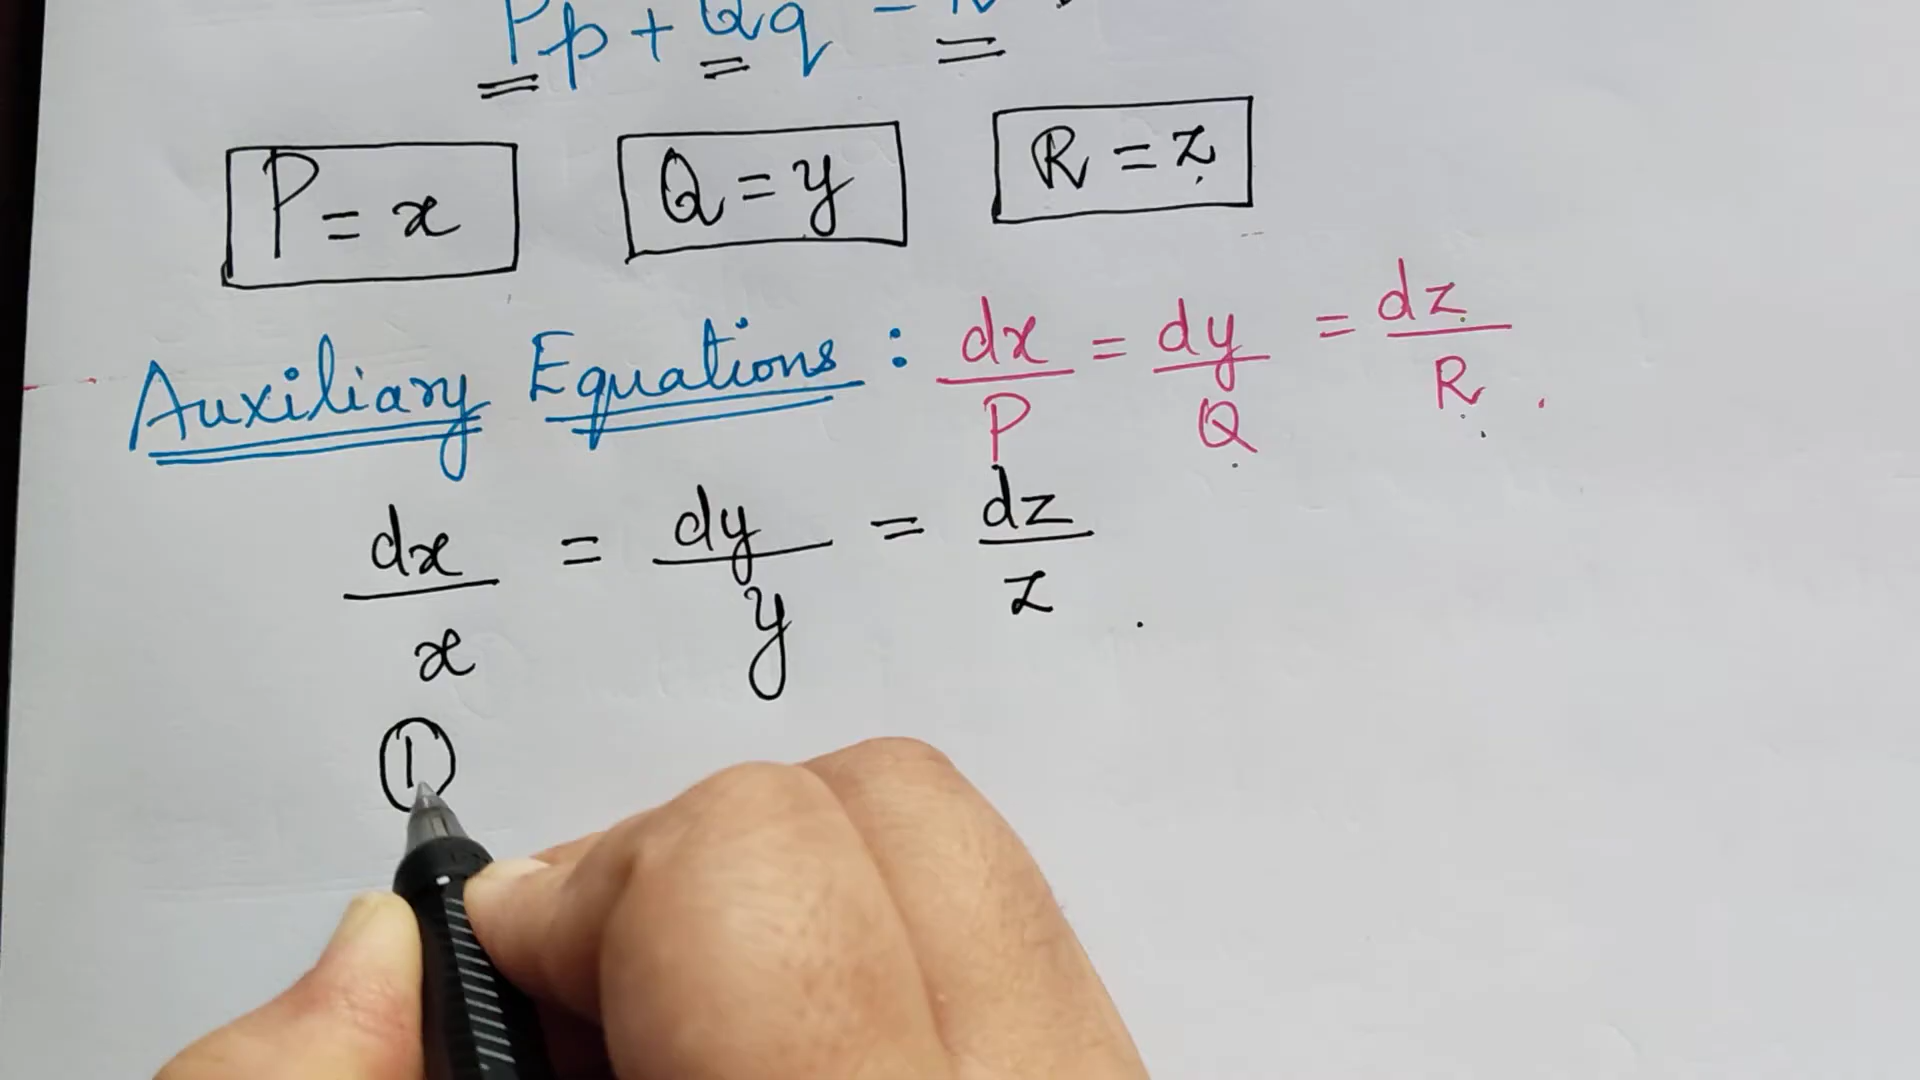 Pp + Qq = R
P = x Q = y R = z
Auxiliary Equations : dx/P = dy/Q = dz/R .
dx/x = dy/y = dz/z .
①